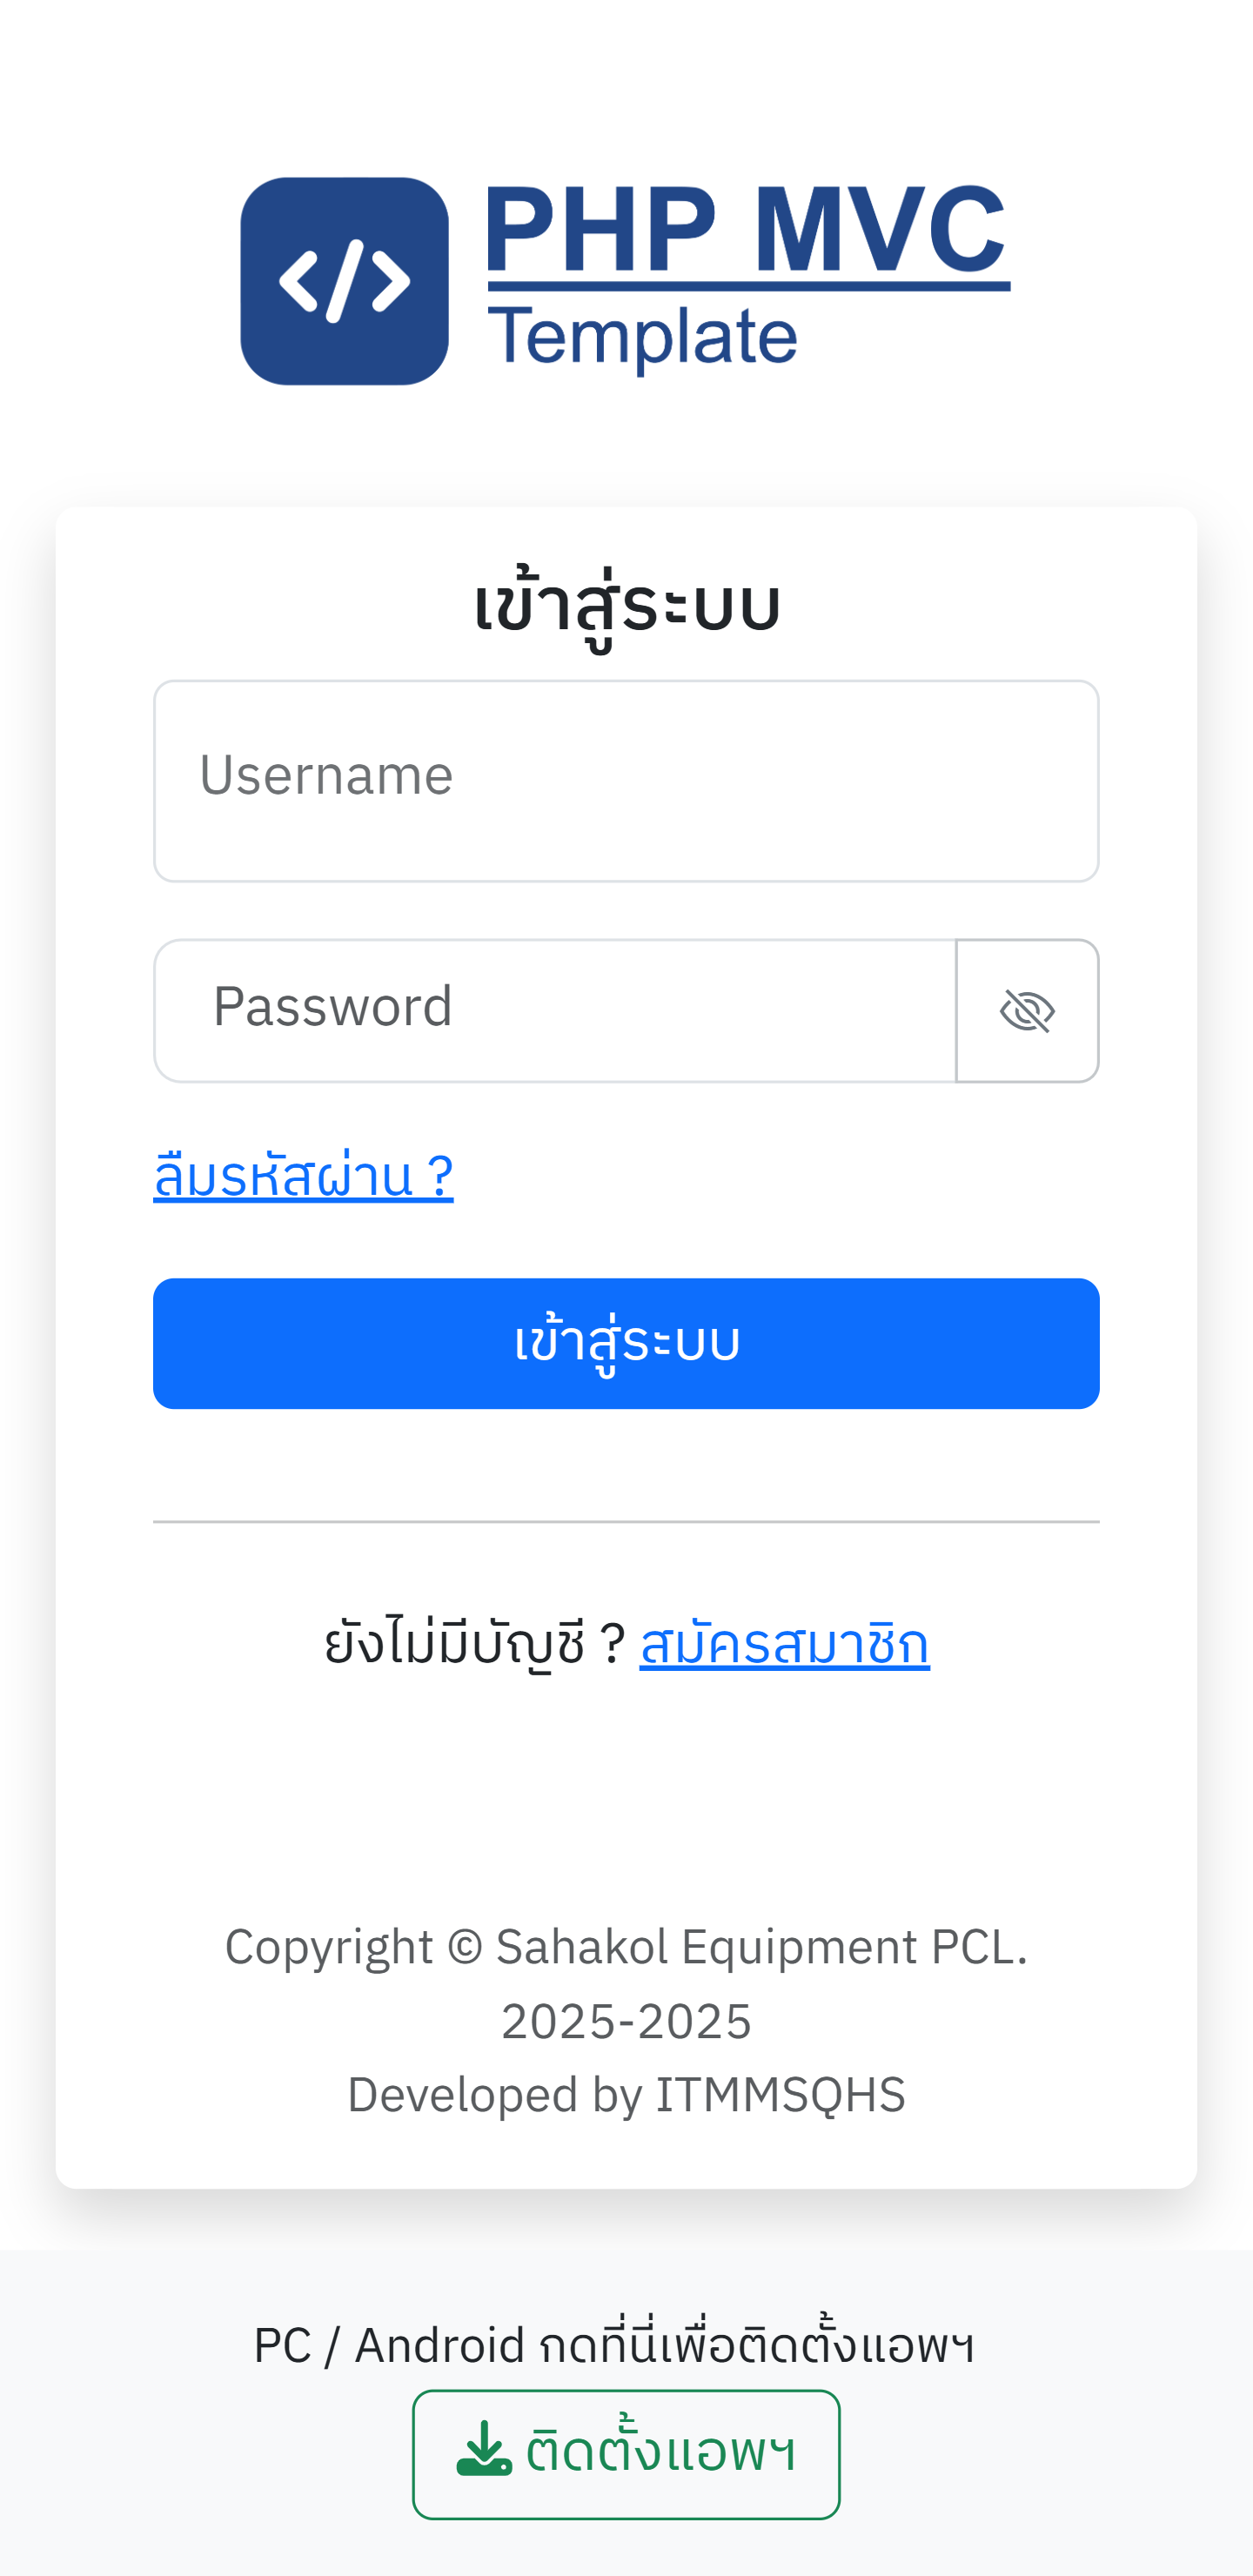 PHP MVC
Template
เข้าสู่ระบบ
Username
Password
ลืมรหัสผ่าน ?
เข้าสู่ระบบ
ยังไม่มีบัญชี ? สมัครสมาชิก
Copyright © Sahakol Equipment PCL.
2025-2025
Developed by ITMMSQHS
PC / Android กดที่นี่เพื่อติดตั้งแอพฯ
ติดตั้งแอพฯ